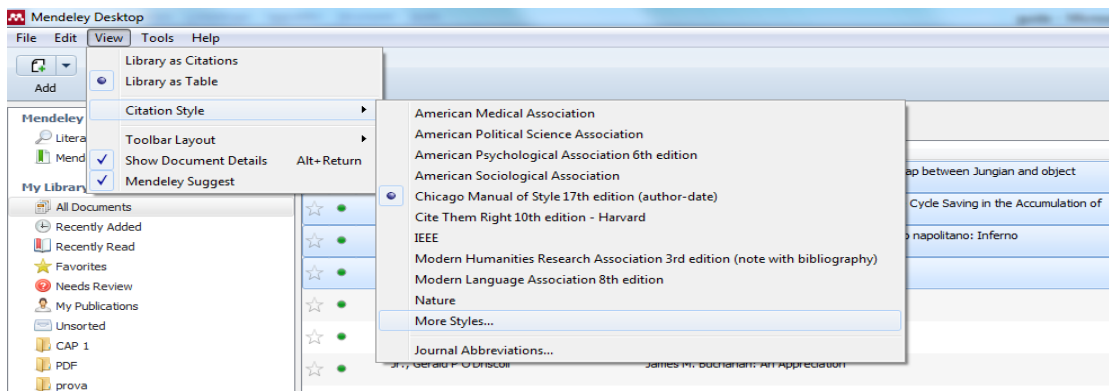 Mendeley Desktop
File Edit View Tools Help
Add
Library as Citations
Library as Table
Citation Style
Toolbar Layout
Show Document Details Alt+Return
Mendeley Suggest
American Medical Association
American Political Science Association
American Psychological Association 6th edition
American Sociological Association
Chicago Manual of Style 17th edition (author-date)
Cite Them Right 10th edition - Harvard
IEEE
Modern Humanities Research Association 3rd edition (note with bibliography)
Modern Language Association 8th edition
Nature
More Styles...
Journal Abbreviations...
Mendeley
Litera
Mend
My Library
All Documents
Recently Added
Recently Read
Favorites
Needs Review
My Publications
Unsorted
CAP 1
PDF
prova
ap between Jungian and object
Cycle Saving in the Accumulation of
napolitano: Inferno
Jr., Gerald P O'Driscoll James M. Buchanan: An Appreciation